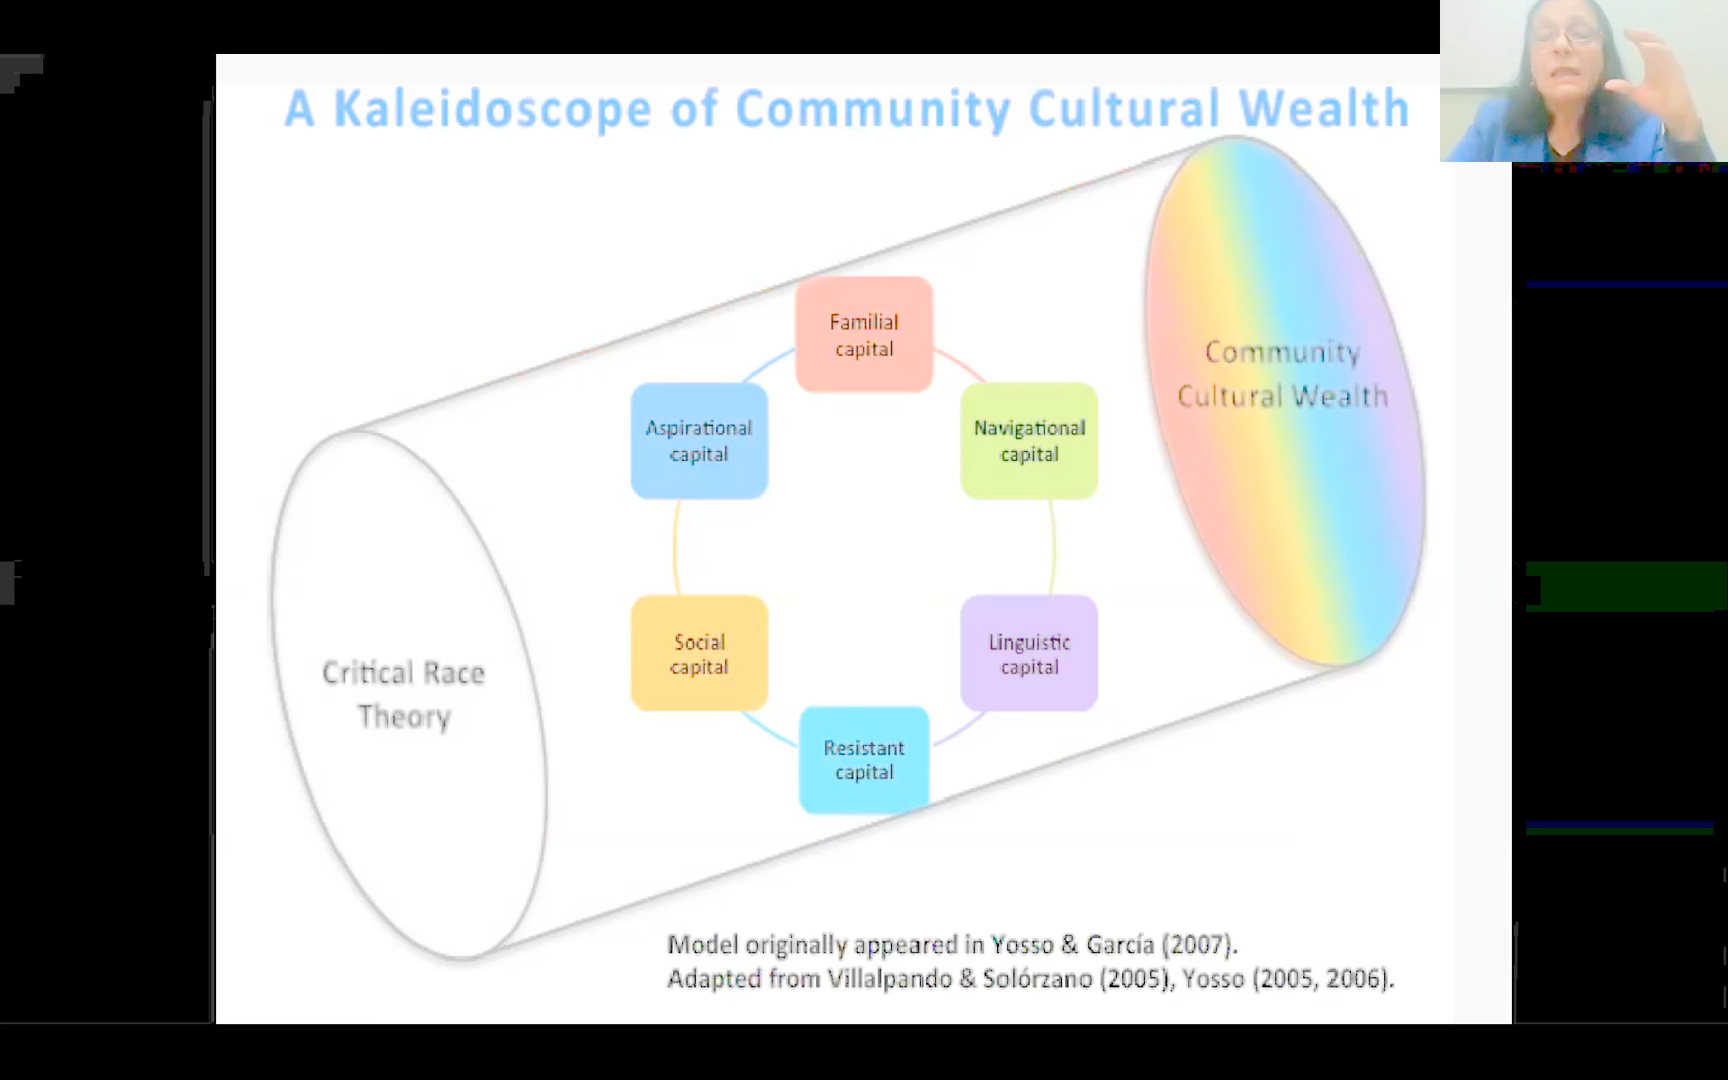 A Kaleidoscope of Community Cultural Wealth
Familial
capital
Aspirational
capital
Navigational
capital
Community
Cultural Wealth
Social
capital
Linguistic
capital
Critical Race
Theory
Resistant
capital
Model originally appeared in Yosso & García (2007).
Adapted from Villalpando & Solórzano (2005), Yosso (2005, 2006).